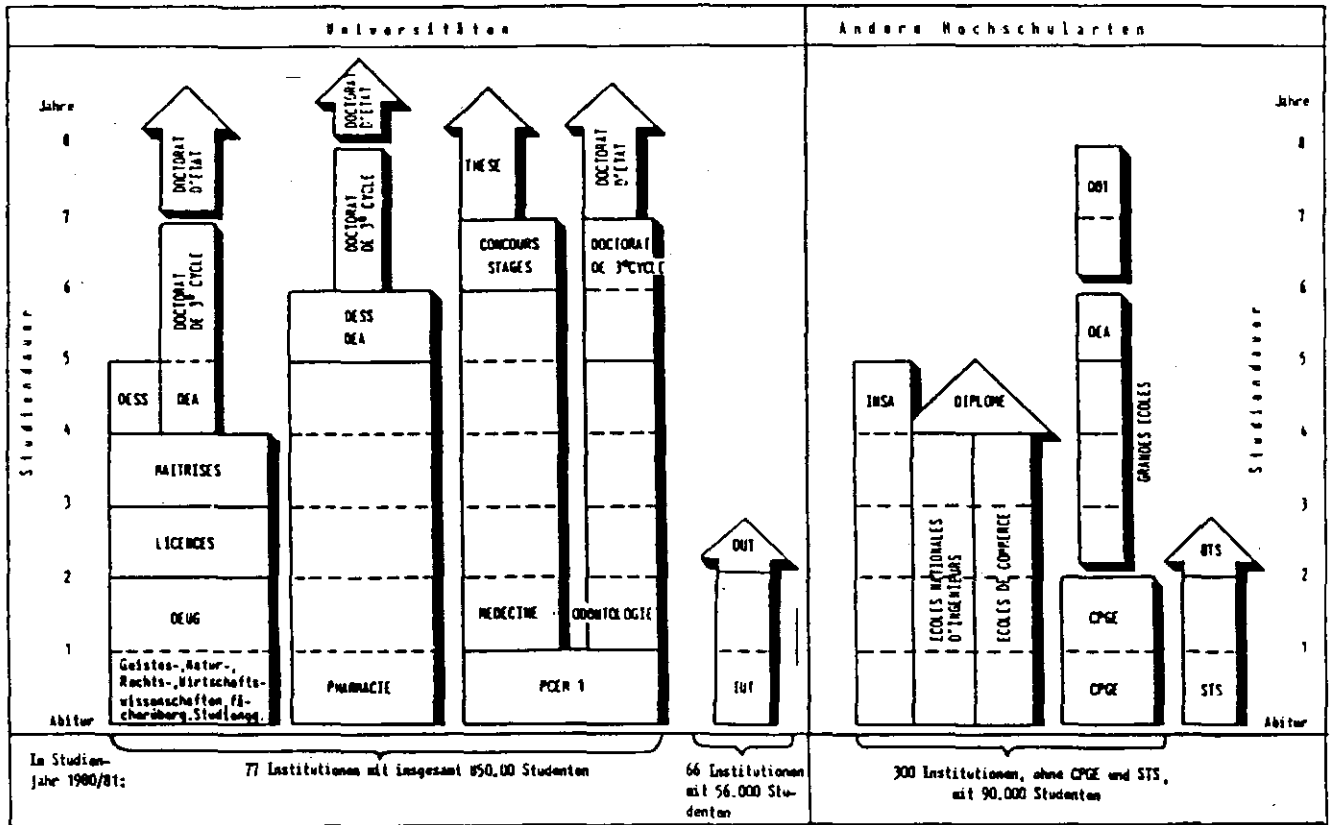 Universitäten
Andere Hochschularten
Jahre
8
7
6
5
4
3
2
1
Abitur
Studiendauer
DOCTORAT
D'ETAT
DOCTORAT
DE 3e CYCLE
DESS
DEA
MAITRISES
LICENCES
DEUG
Geistes-,Natur-,
Rechts-,Wirtschafts-
wissenschaften,fä-
cherüberg.Studiengg.
DOCTORAT
D'ETAT
DOCTORAT
DE 3e CYCLE
DESS
DEA
PHARMACIE
THESE
CONCOURS
STAGES
MEDECINE
DOCTORAT
D'ETAT
DOCTORAT
DE 3eCYCLE
ODONTOLOGIE
PCEM 1
DUT
IUT
INSA
DIPLOME
ECOLES NATIONALES
D'INGENIEURS
ECOLES DE COMMERCE
DDI
DEA
GRANDES ECOLES
CPGE
CPGE
BTS
STS
Jahre
8
7
6
5
4
3
2
1
Abitur
Studiendauer
Im Studien-
jahr 1980/81:
77 Institutionen mit insgesamt 850.00 Studenten
66 Institutionen
mit 56.000 Stu-
denten
300 Institutionen, ohne CPGE und STS,
mit 90.000 Studenten